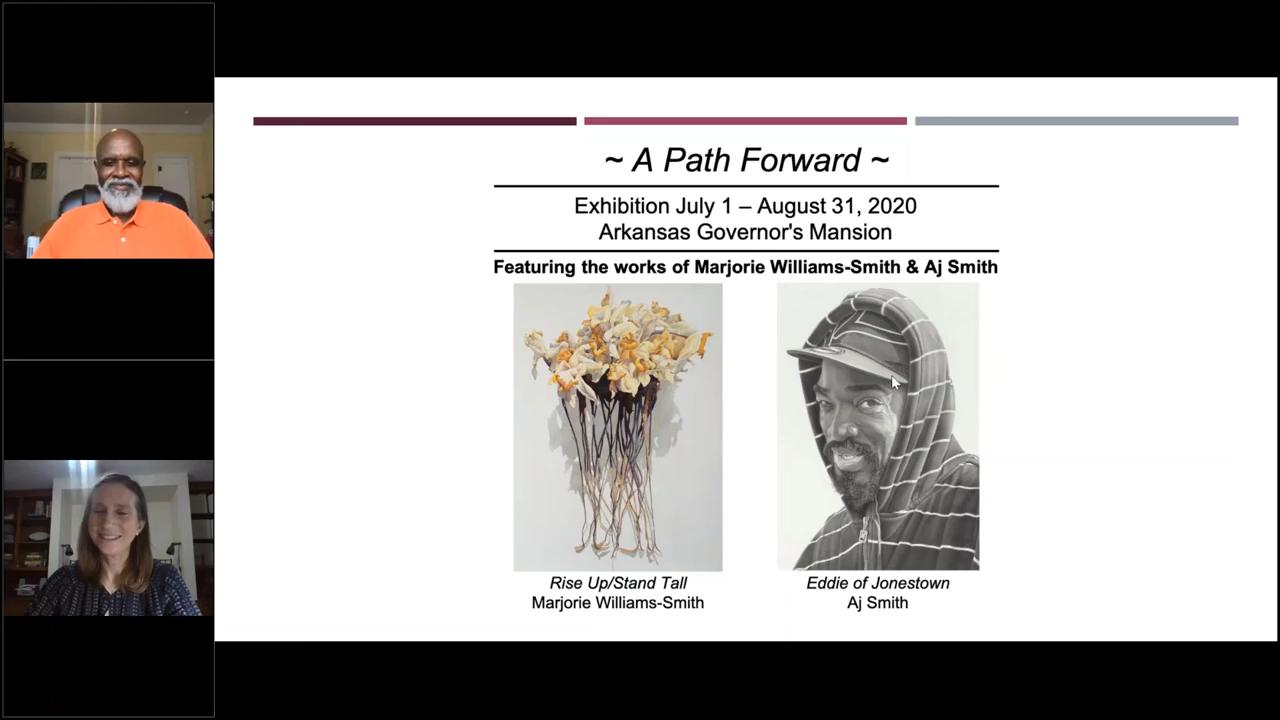 ~ A Path Forward ~
Exhibition July 1 – August 31, 2020
Arkansas Governor's Mansion
Featuring the works of Marjorie Williams-Smith & Aj Smith
Rise Up/Stand Tall
Marjorie Williams-Smith
Eddie of Jonestown
Aj Smith